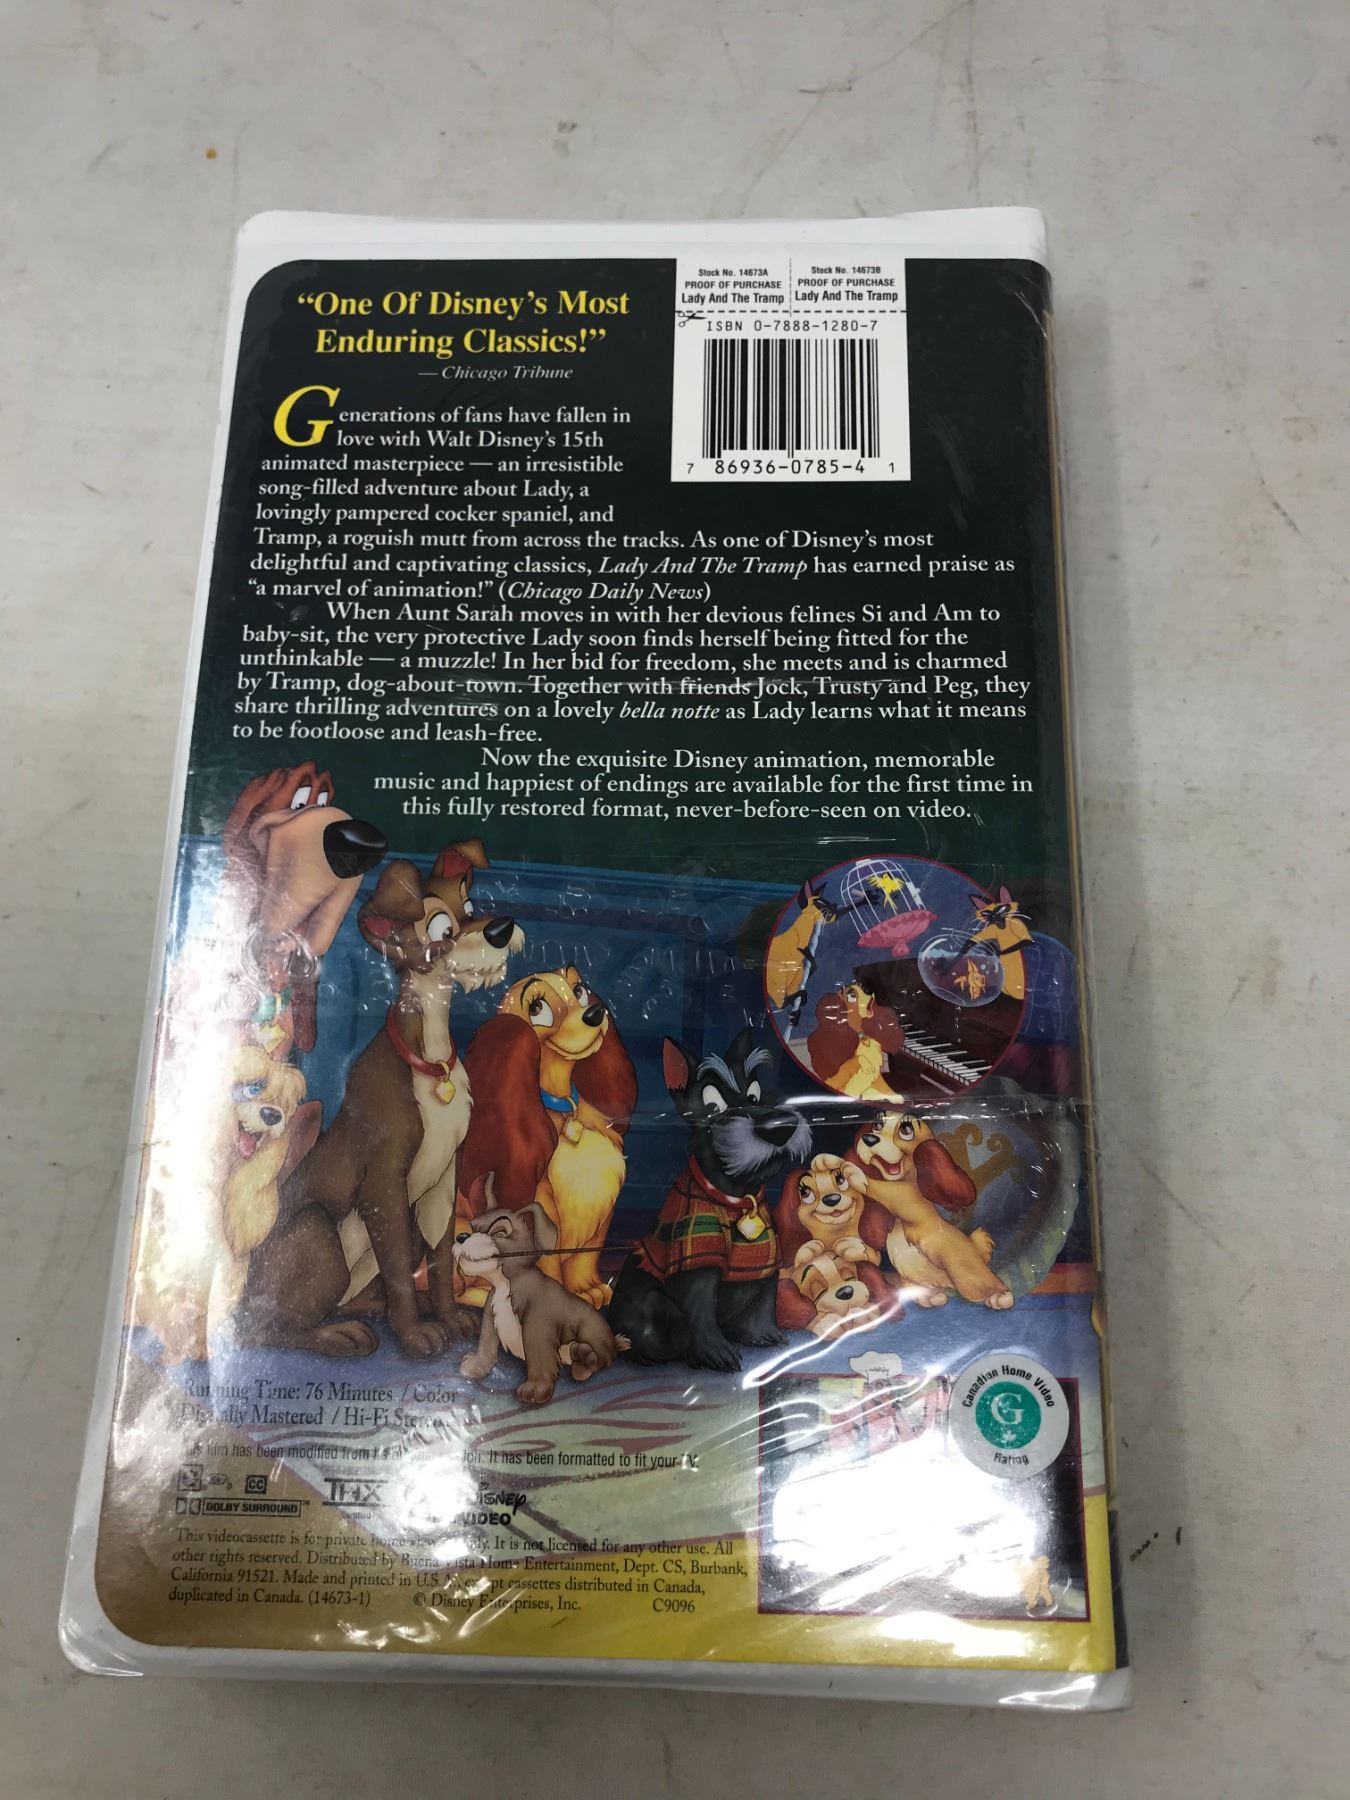 “One Of Disney’s Most
Enduring Classics!”
— Chicago Tribune
Stock No. 14673A
PROOF OF PURCHASE
Lady And The Tramp
Stock No. 14673B
PROOF OF PURCHASE
Lady And The Tramp
ISBN 0-7888-1280-7
7 86936-0785-4 1
Generations of fans have fallen in
love with Walt Disney’s 15th
animated masterpiece — an irresistible
song-filled adventure about Lady, a
lovingly pampered cocker spaniel, and
Tramp, a roguish mutt from across the tracks. As one of Disney’s most
delightful and captivating classics, Lady And The Tramp has earned praise as
“a marvel of animation!” (Chicago Daily News)
When Aunt Sarah moves in with her devious felines Si and Am to
baby-sit, the very protective Lady soon finds herself being fitted for the
unthinkable — a muzzle! In her bid for freedom, she meets and is charmed
by Tramp, dog-about-town. Together with friends Jock, Trusty and Peg, they
share thrilling adventures on a lovely bella notte as Lady learns what it means
to be footloose and leash-free.
Now the exquisite Disney animation, memorable
music and happiest of endings are available for the first time in
this fully restored format, never-before-seen on video.
Running Time: 76 Minutes / Color
Digitally Mastered / Hi-Fi Stereo
This film has been modified from its It has been formatted to fit your TV.
CC
DOLBY SURROUND™
THX
Certified
DISNEY
VIDEO
Canadian Home Video
G
Rating
This videocassette is for private home only. It is not licensed for any other use. All
other rights reserved. Distributed by Buena Vista Home Entertainment, Dept. CS, Burbank,
California 91521. Made and printed in U.S.A., except cassettes distributed in Canada,
duplicated in Canada. (14673-1) © Disney Enterprises, Inc. C9096